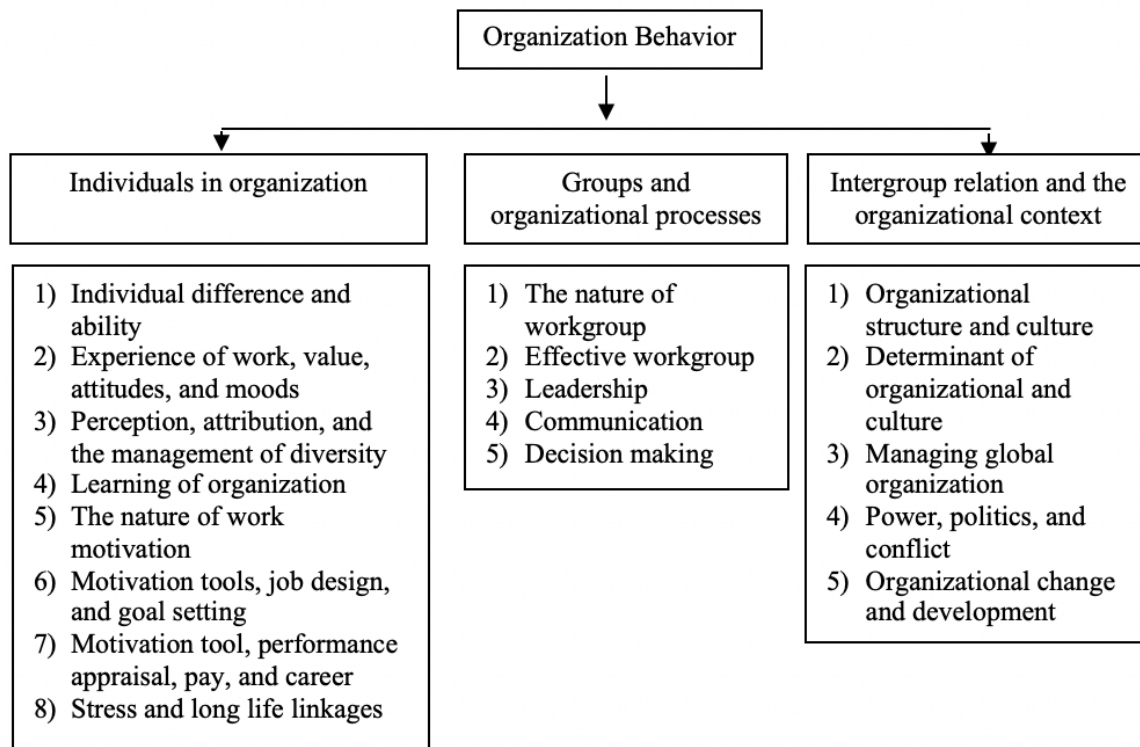 Organization Behavior
Individuals in organization
Groups and
organizational processes
Intergroup relation and the
organizational context
1) Individual difference and
ability
2) Experience of work, value,
attitudes, and moods
3) Perception, attribution, and
the management of diversity
4) Learning of organization
5) The nature of work
motivation
6) Motivation tools, job design,
and goal setting
7) Motivation tool, performance
appraisal, pay, and career
8) Stress and long life linkages
1) The nature of
workgroup
2) Effective workgroup
3) Leadership
4) Communication
5) Decision making
1) Organizational
structure and culture
2) Determinant of
organizational and
culture
3) Managing global
organization
4) Power, politics, and
conflict
5) Organizational change
and development